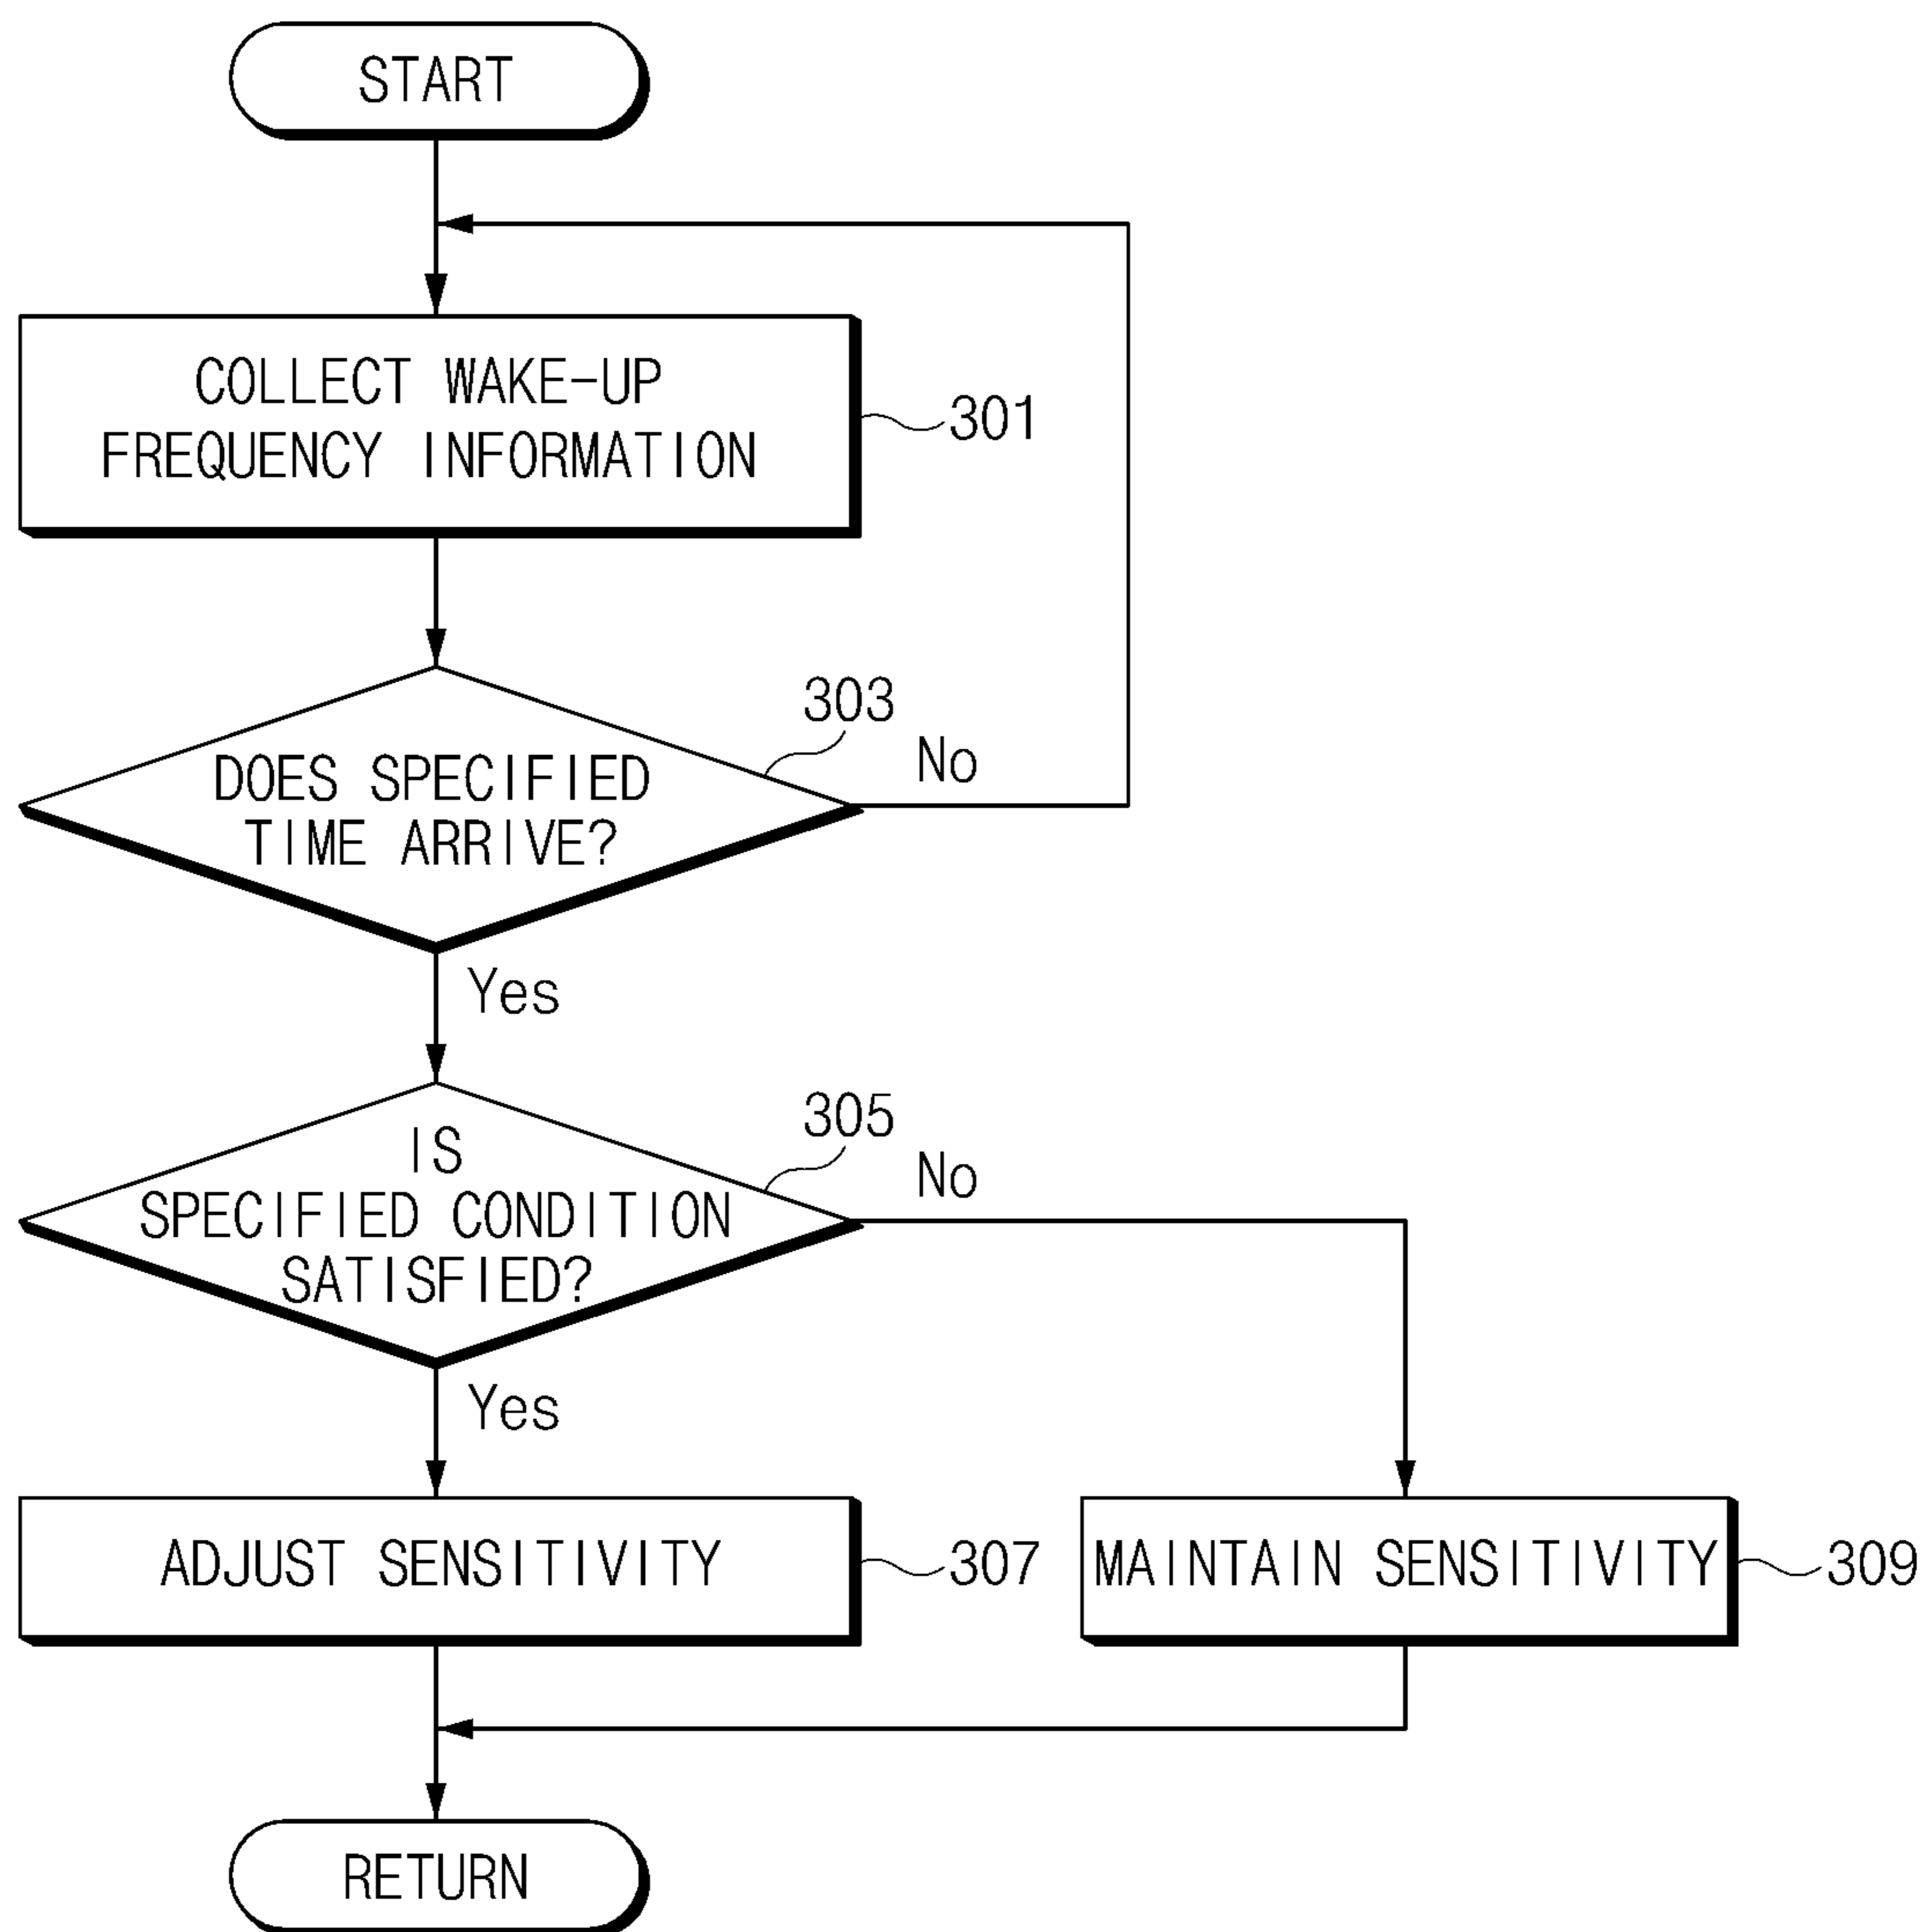 START
COLLECT WAKE-UP
FREQUENCY INFORMATION
301
303
No
DOES SPECIFIED
TIME ARRIVE?
Yes
305
No
IS
SPECIFIED CONDITION
SATISFIED?
Yes
ADJUST SENSITIVITY
307
MAINTAIN SENSITIVITY
309
RETURN